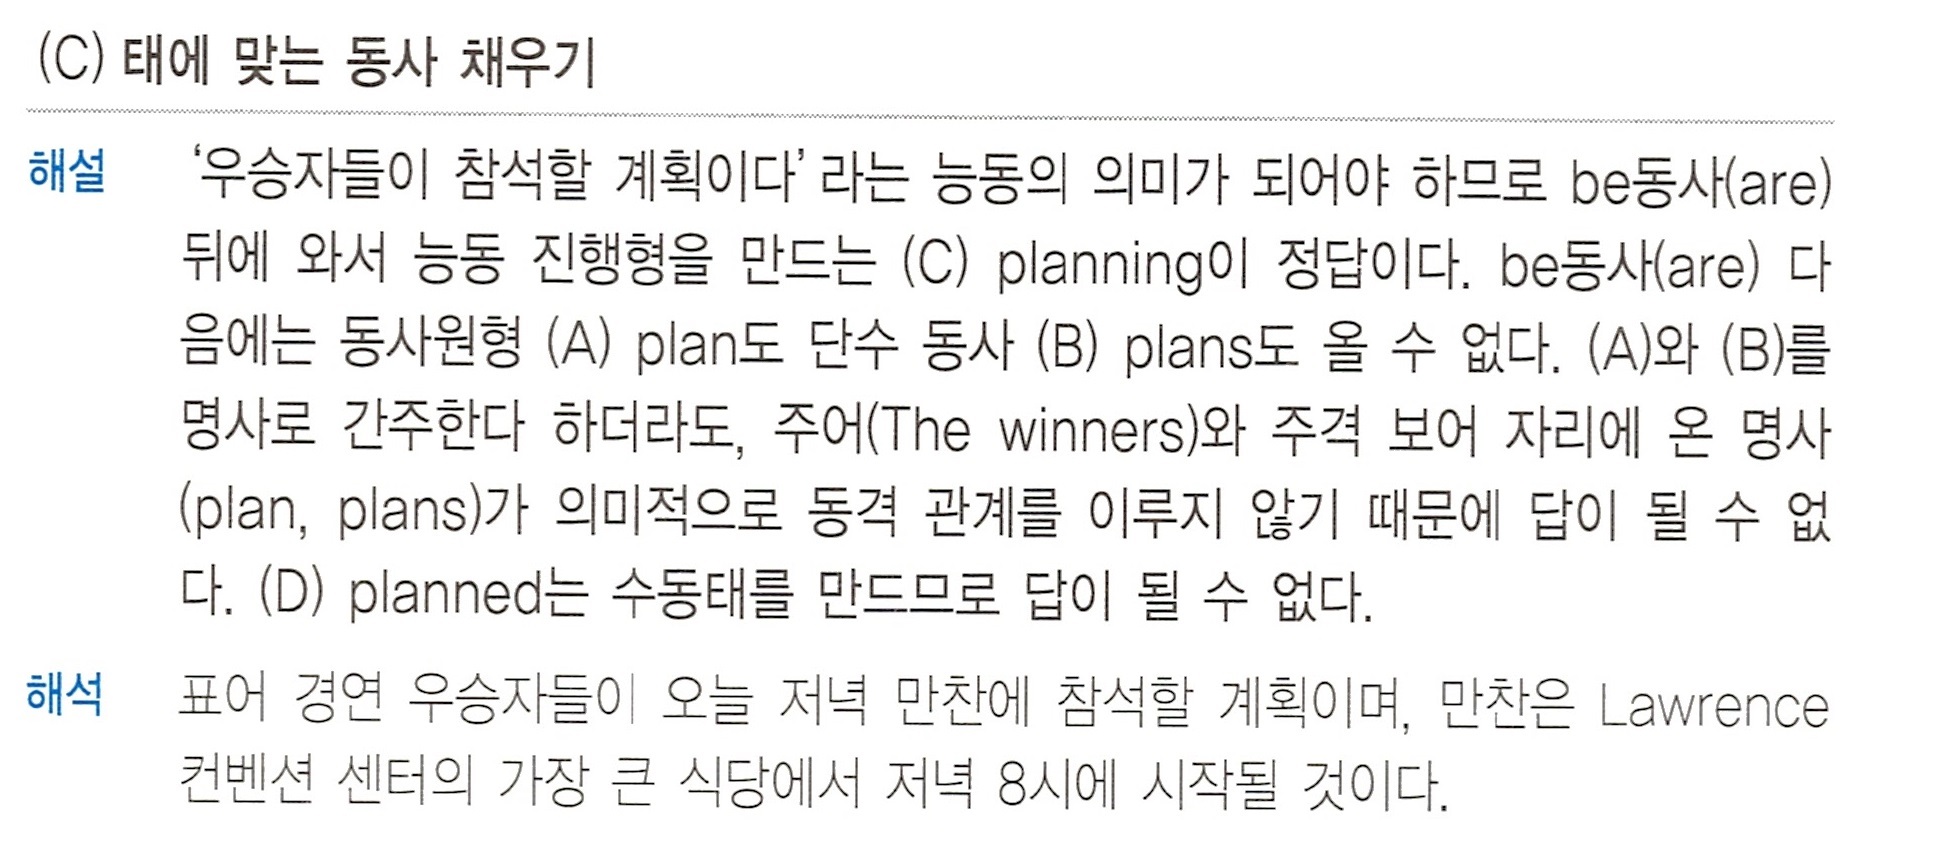 (C) 태에 맞는 동사 채우기
해설 ‘우승자들이 참석할 계획이다’라는 능동의 의미가 되어야 하므로 be동사(are)
뒤에 와서 능동 진행형을 만드는 (C) planning이 정답이다. be동사(are) 다
음에는 동사원형 (A) plan도 단수 동사 (B) plans도 올 수 없다. (A)와 (B)를
명사로 간주한다 하더라도, 주어(The winners)와 주격 보어 자리에 온 명사
(plan, plans)가 의미적으로 동격 관계를 이루지 않기 때문에 답이 될 수 없
다. (D) planned는 수동태를 만드므로 답이 될 수 없다.
해석 표어 경연 우승자들이 오늘 저녁 만찬에 참석할 계획이며, 만찬은 Lawrence
컨벤션 센터의 가장 큰 식당에서 저녁 8시에 시작될 것이다.